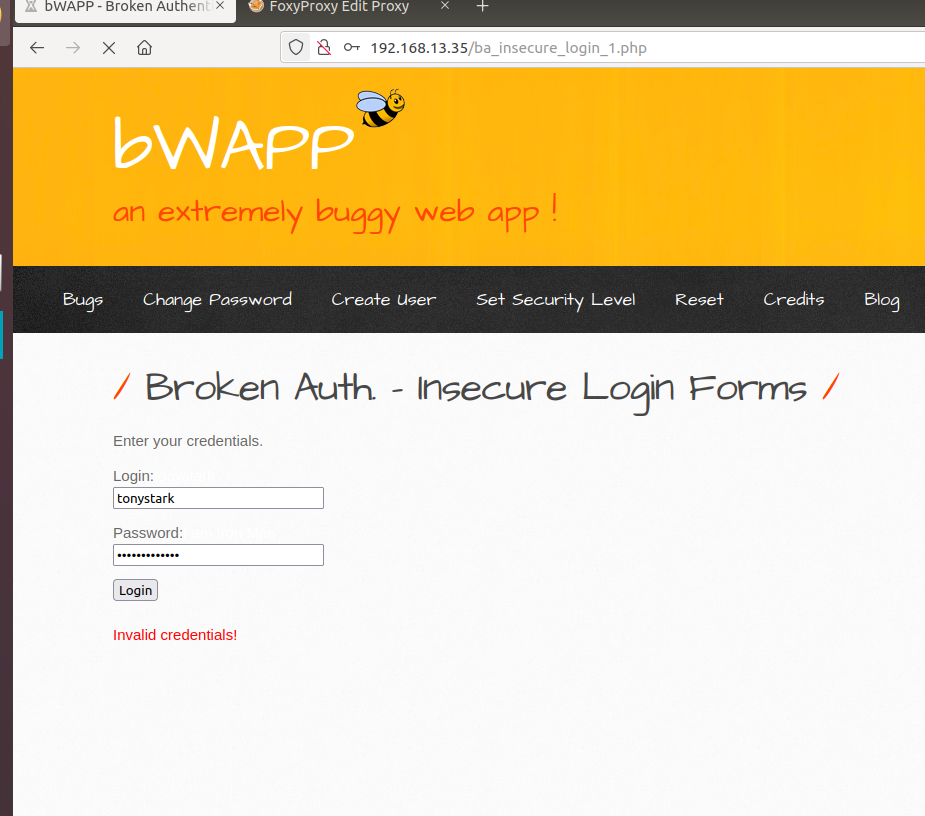 bWAPP - Broken Authent
FoxyProxy Edit Proxy
192.168.13.35/ba_insecure_login_1.php
bWAPP
an extremely buggy web app !
Bugs Change Password Create User Set Security Level Reset Credits Blog
/ Broken Auth. - Insecure Login Forms /
Enter your credentials.
Login:
tonystark
Password:
•••••••••••••
Login
Invalid credentials!